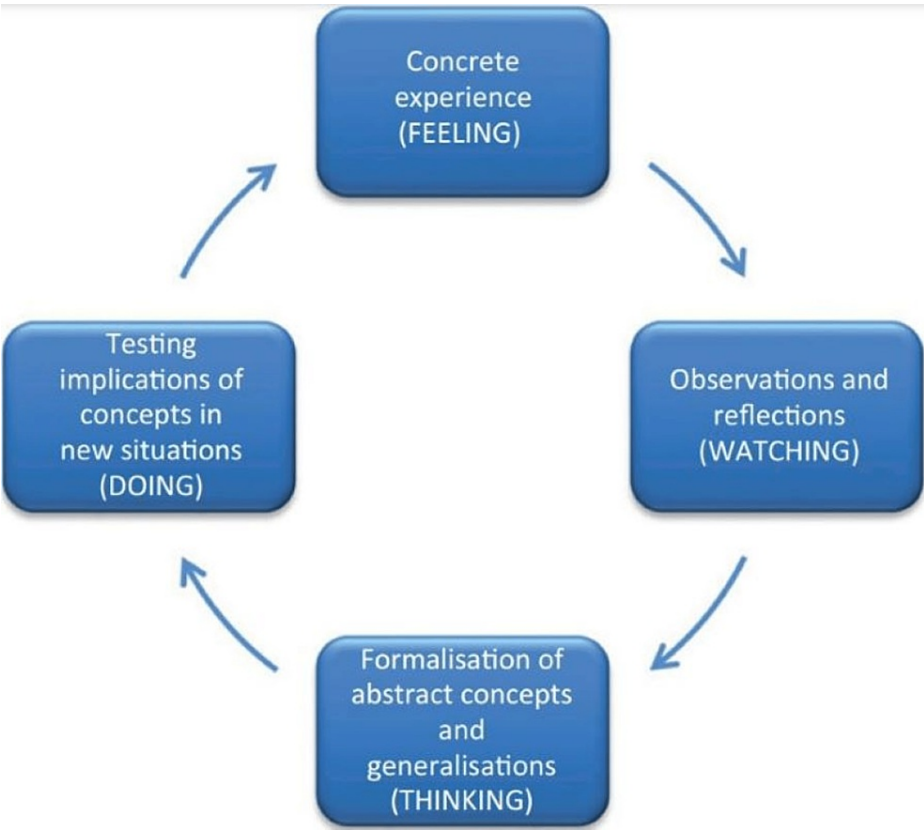 Concrete
experience
(FEELING)
Observations and
reflections
(WATCHING)
Formalisation of
abstract concepts
and
generalisations
(THINKING)
Testing
implications of
concepts in
new situations
(DOING)